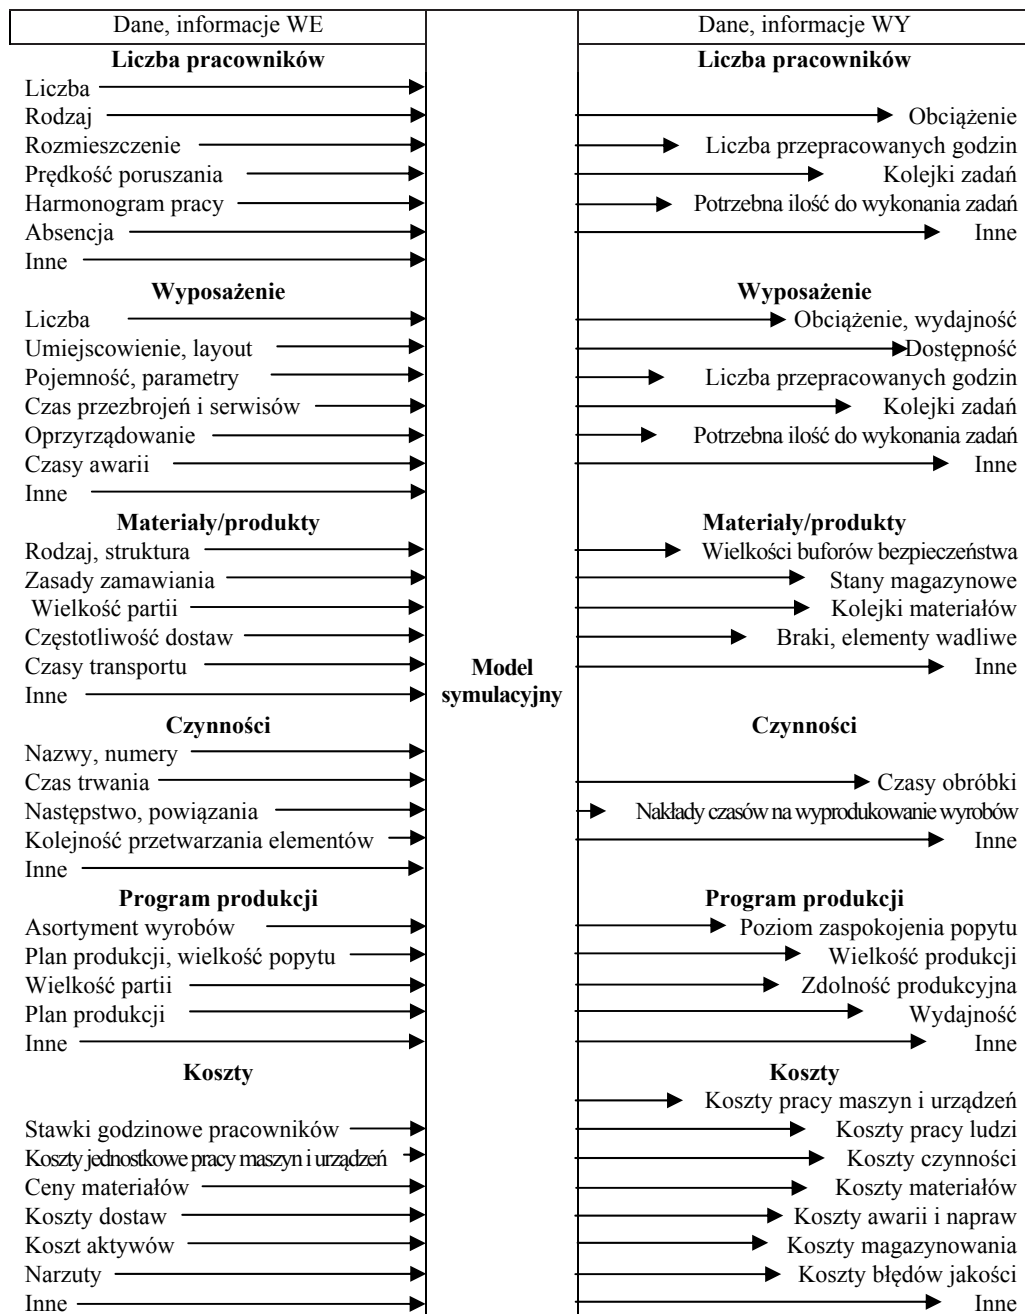 Dane, informacje WE
Liczba pracowników
Liczba
Rodzaj
Rozmieszczenie
Prędkość poruszania
Harmonogram pracy
Absencja
Inne
Wyposażenie
Liczba
Umiejscowienie, layout
Pojemność, parametry
Czas przezbrojeń i serwisów
Oprzyrządowanie
Czasy awarii
Inne
Materiały/produkty
Rodzaj, struktura
Zasady zamawiania
Wielkość partii
Częstotliwość dostaw
Czasy transportu
Inne
Czynności
Nazwy, numery
Czas trwania
Następstwo, powiązania
Kolejność przetwarzania elementów
Inne
Program produkcji
Asortyment wyrobów
Plan produkcji, wielkość popytu
Wielkość partii
Plan produkcji
Inne
Koszty
Stawki godzinowe pracowników
Koszty jednostkowe pracy maszyn i urządzeń
Ceny materiałów
Koszty dostaw
Koszt aktywów
Narzuty
Inne
Model
symulacyjny
Dane, informacje WY
Liczba pracowników
Obciążenie
Liczba przepracowanych godzin
Kolejki zadań
Potrzebna ilość do wykonania zadań
Inne
Wyposażenie
Obciążenie, wydajność
Dostępność
Liczba przepracowanych godzin
Kolejki zadań
Potrzebna ilość do wykonania zadań
Inne
Materiały/produkty
Wielkości buforów bezpieczeństwa
Stany magazynowe
Kolejki materiałów
Braki, elementy wadliwe
Inne
Czynności
Czasy obróbki
Nakłady czasów na wyprodukowanie wyrobów
Inne
Program produkcji
Poziom zaspokojenia popytu
Wielkość produkcji
Zdolność produkcyjna
Wydajność
Inne
Koszty
Koszty pracy maszyn i urządzeń
Koszty pracy ludzi
Koszty czynności
Koszty materiałów
Koszty awarii i napraw
Koszty magazynowania
Koszty błędów jakości
Inne